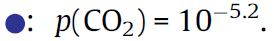 ●: p(CO₂) = 10⁻⁵·².